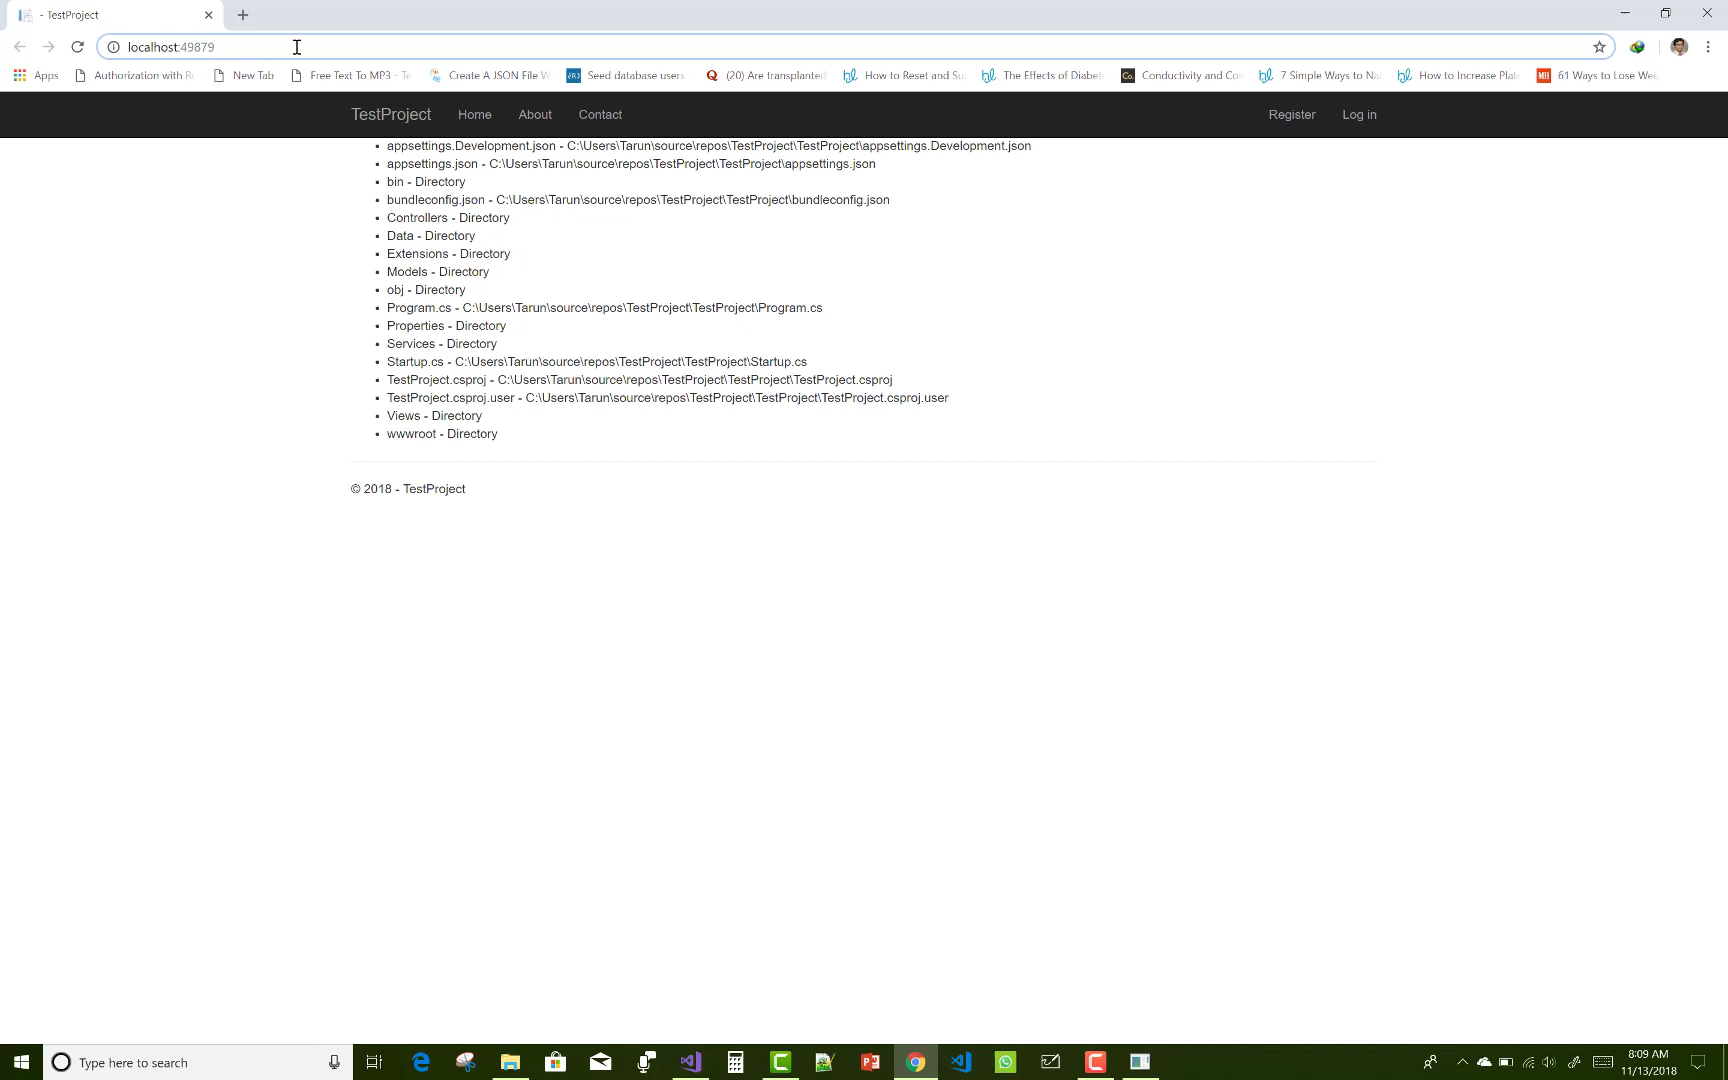 - TestProject
localhost:49879
Apps
Authorization with R
New Tab
Free Text To MP3 - Te
Create A JSON File W
Seed database users
(20) Are transplanted
How to Reset and Su
The Effects of Diabet
Co.
Conductivity and Con
7 Simple Ways to Na
How to Increase Plat
MH
61 Ways to Lose Wei
TestProject
Home
About
Contact
Register
Log in
• appsettings.Development.json - C:\Users\Tarun\source\repos\TestProject\TestProject\appsettings.Development.json
• appsettings.json - C:\Users\Tarun\source\repos\TestProject\TestProject\appsettings.json
• bin - Directory
• bundleconfig.json - C:\Users\Tarun\source\repos\TestProject\TestProject\bundleconfig.json
• Controllers - Directory
• Data - Directory
• Extensions - Directory
• Models - Directory
• obj - Directory
• Program.cs - C:\Users\Tarun\source\repos\TestProject\TestProject\Program.cs
• Properties - Directory
• Services - Directory
• Startup.cs - C:\Users\Tarun\source\repos\TestProject\TestProject\Startup.cs
• TestProject.csproj - C:\Users\Tarun\source\repos\TestProject\TestProject\TestProject.csproj
• TestProject.csproj.user - C:\Users\Tarun\source\repos\TestProject\TestProject\TestProject.csproj.user
• Views - Directory
• wwwroot - Directory
© 2018 - TestProject
Type here to search
8:09 AM
11/13/2018